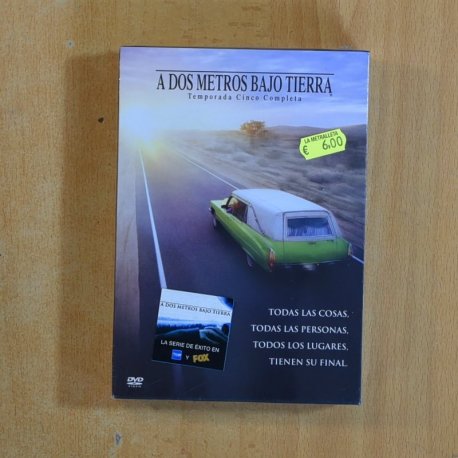 A DOS METROS BAJO TIERRA
Temporada Cinco Completa
LA METRALLETA
€ 6,00
TODAS LAS COSAS,
TODAS LAS PERSONAS,
TODOS LOS LUGARES,
TIENEN SU FINAL.
A DOS METROS BAJO TIERRA
LA SERIE DE ÉXITO EN
Y FOX
DVD